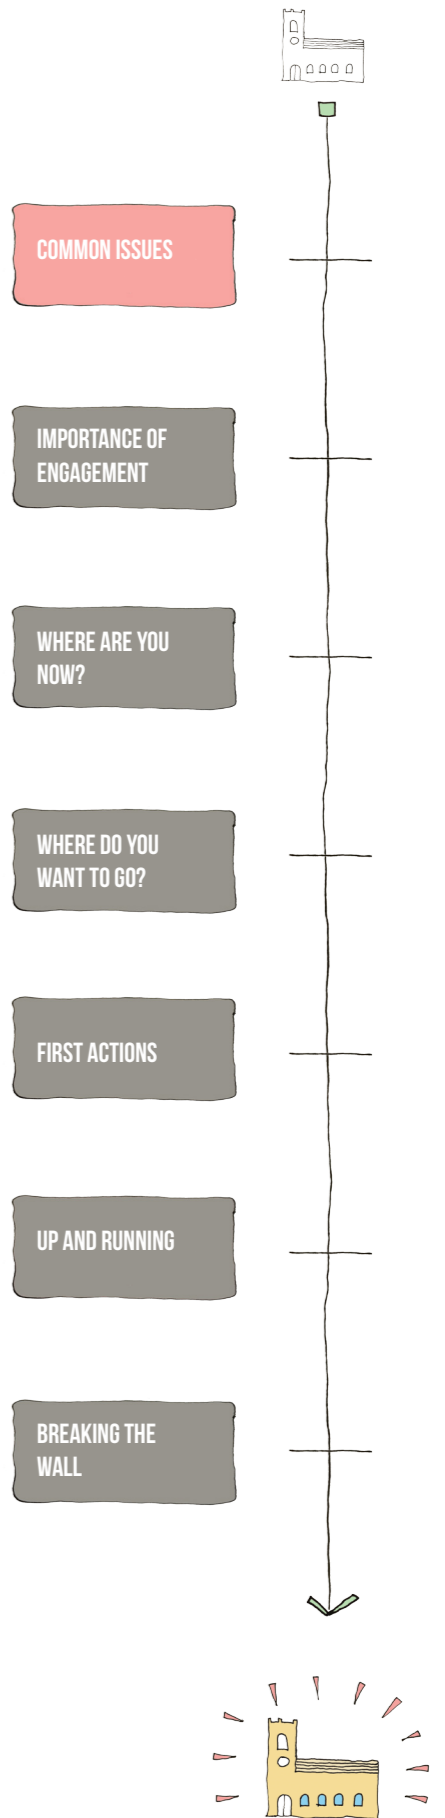 COMMON ISSUES
IMPORTANCE OF
ENGAGEMENT
WHERE ARE YOU
NOW?
WHERE DO YOU
WANT TO GO?
FIRST ACTIONS
UP AND RUNNING
BREAKING THE
WALL